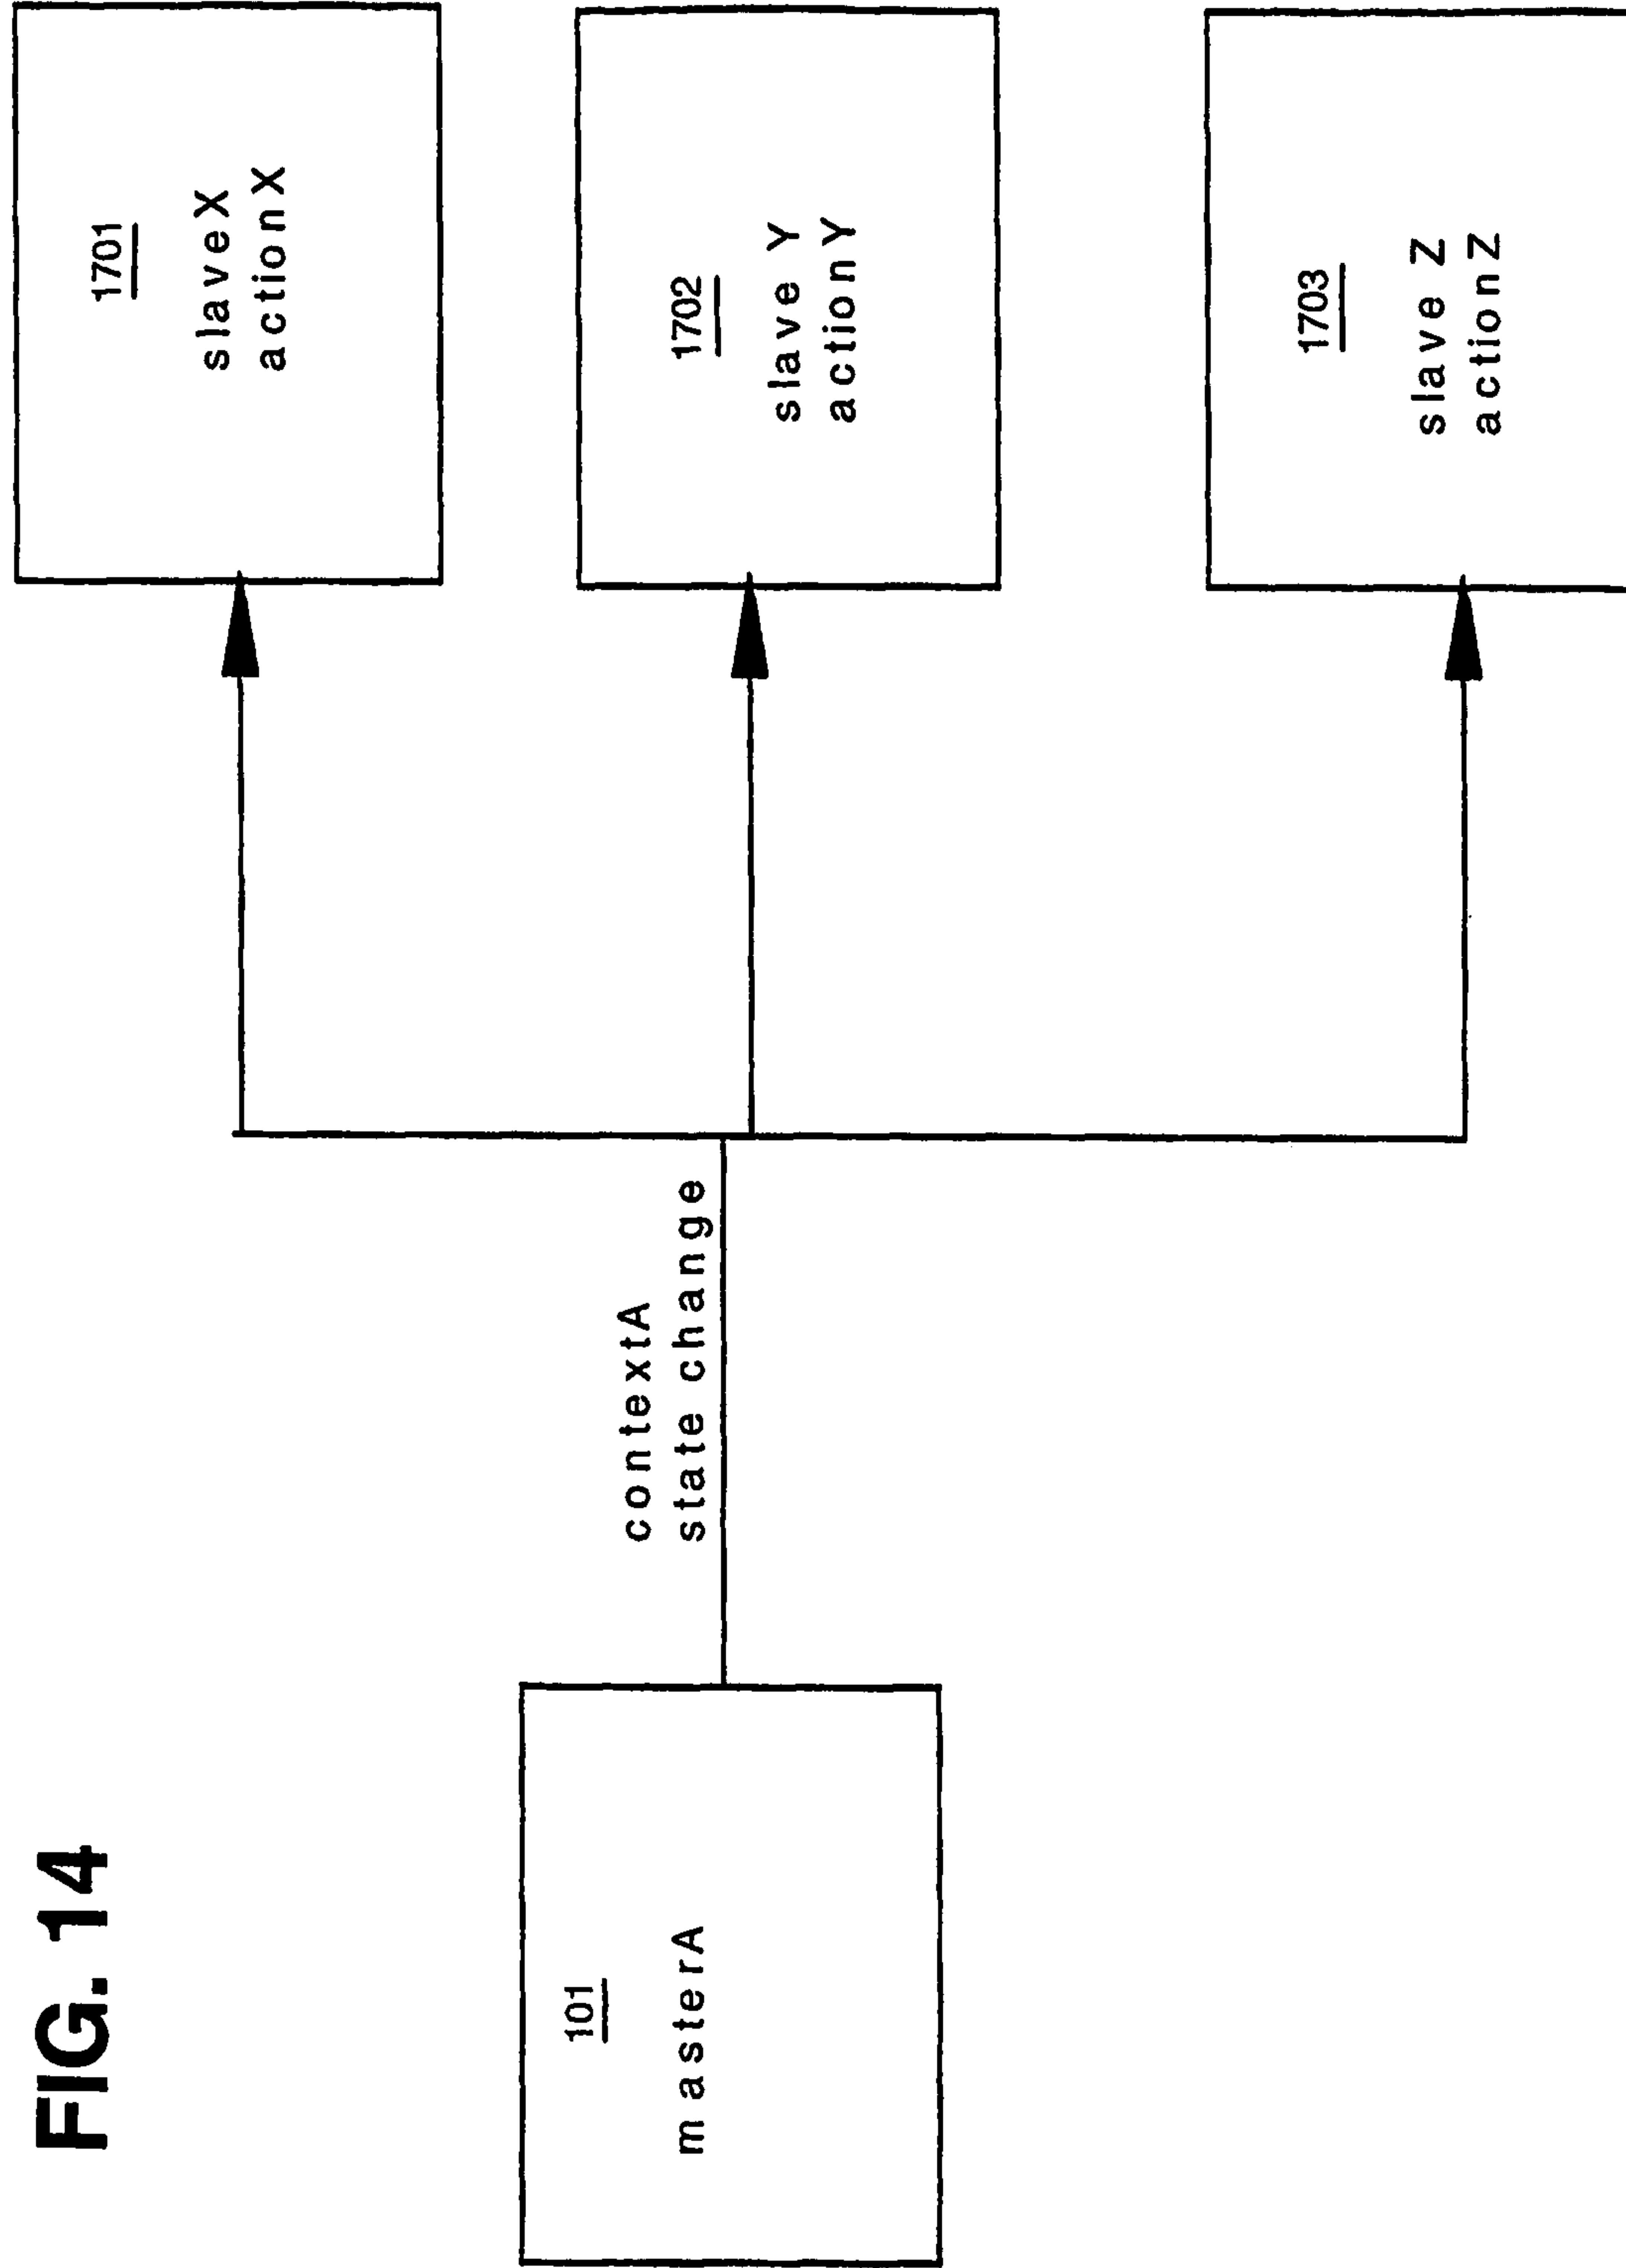 FIG. 14
101
masterA
contextA
state change
1701
slaveX
actionX
1702
slave Y
actionY
1703
slave Z
actionZ